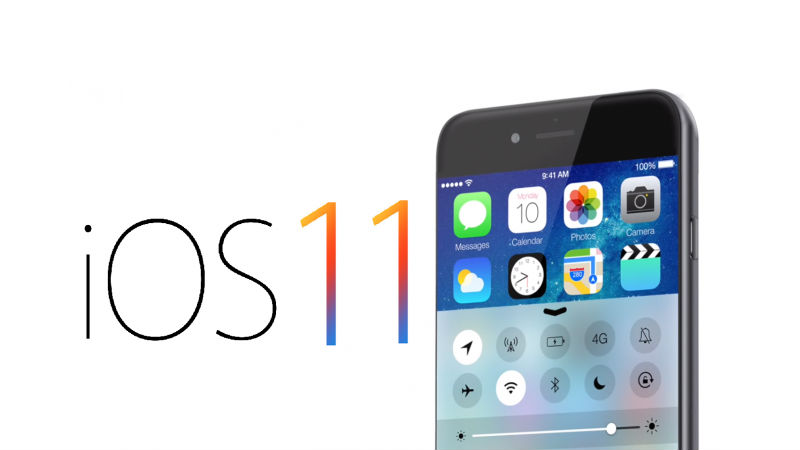 iOS 11
9:41 AM
100%
Monday
10
Messages
Calendar
Photos
Camera
280
4G